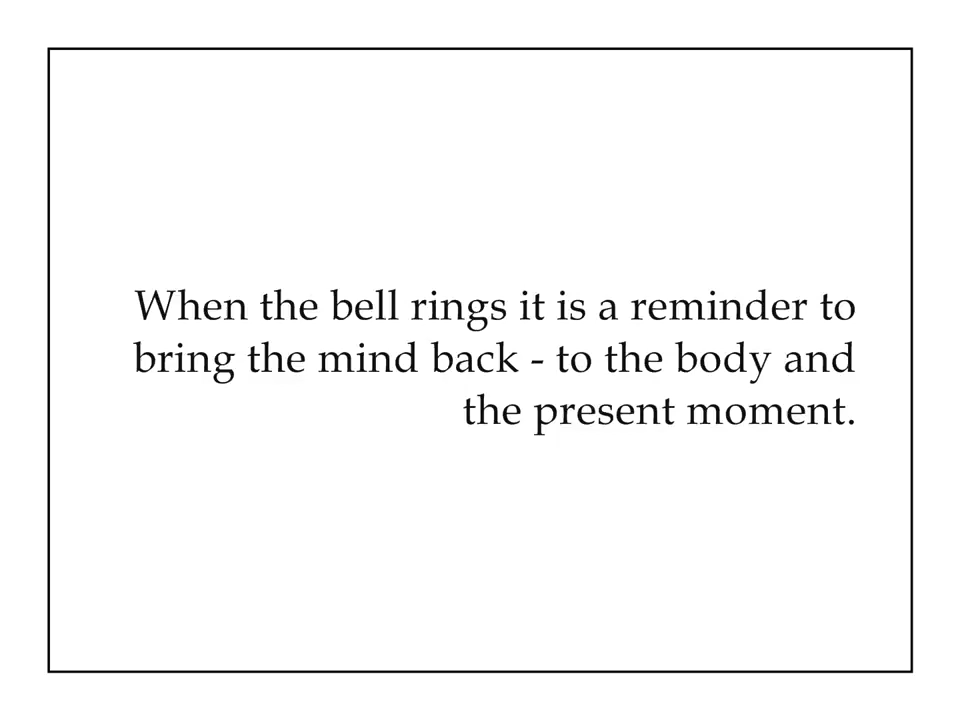 When the bell rings it is a reminder to
bring the mind back - to the body and
the present moment.